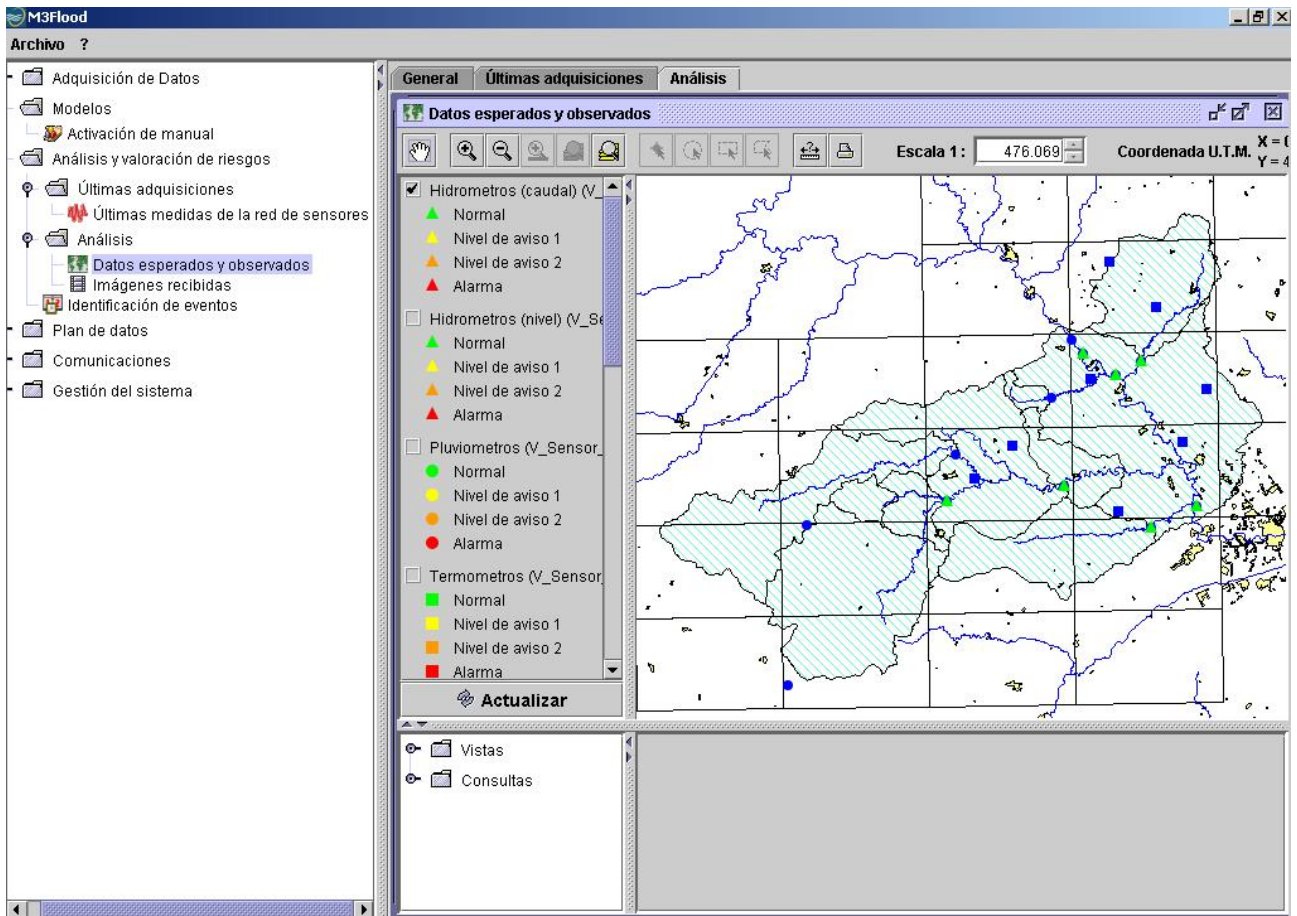 M3Flood
Archivo ?
Adquisición de Datos
Modelos
Activación de manual
Análisis y valoración de riesgos
Últimas adquisiciones
Últimas medidas de la red de sensores
Análisis
Datos esperados y observados
Imágenes recibidas
Identificación de eventos
Plan de datos
Comunicaciones
Gestión del sistema
General Últimas adquisiciones Análisis
Datos esperados y observados
Escala 1 : 476.069 Coordenada U.T.M. X = (
Y = 4
Hidrometros (caudal) (V_
Normal
Nivel de aviso 1
Nivel de aviso 2
Alarma
Hidrometros (nivel) (V_Se
Normal
Nivel de aviso 1
Nivel de aviso 2
Alarma
Pluviometros (V_Sensor_
Normal
Nivel de aviso 1
Nivel de aviso 2
Alarma
Termometros (V_Sensor_
Normal
Nivel de aviso 1
Nivel de aviso 2
Alarma
Actualizar
Vistas
Consultas